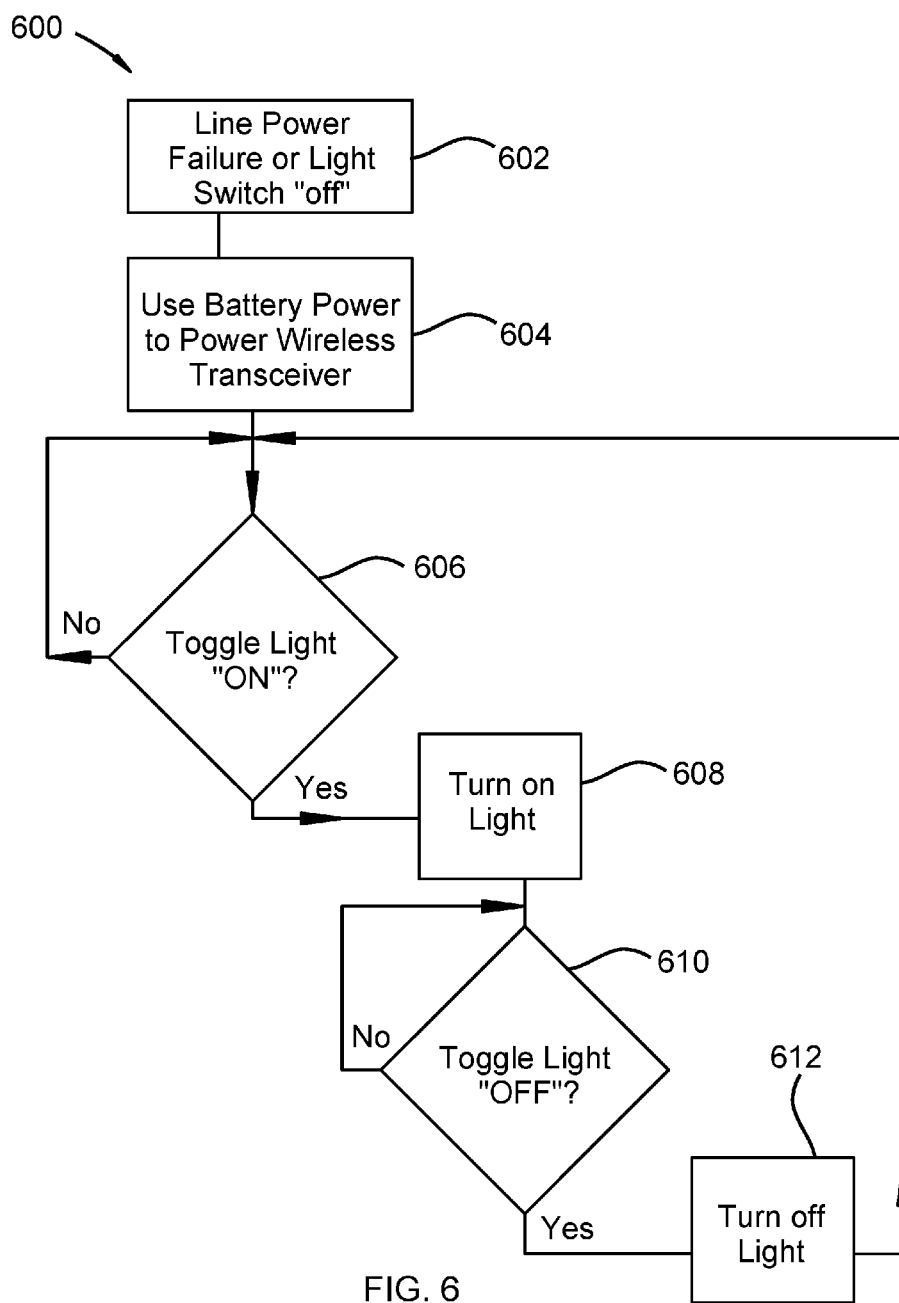 600
Line Power
Failure or Light
Switch "off"
602
Use Battery Power
to Power Wireless
Transceiver
604
606
No
Toggle Light
"ON"?
Yes
Turn on
Light
608
610
No
Toggle Light
"OFF"?
612
Yes
Turn off
Light
FIG. 6